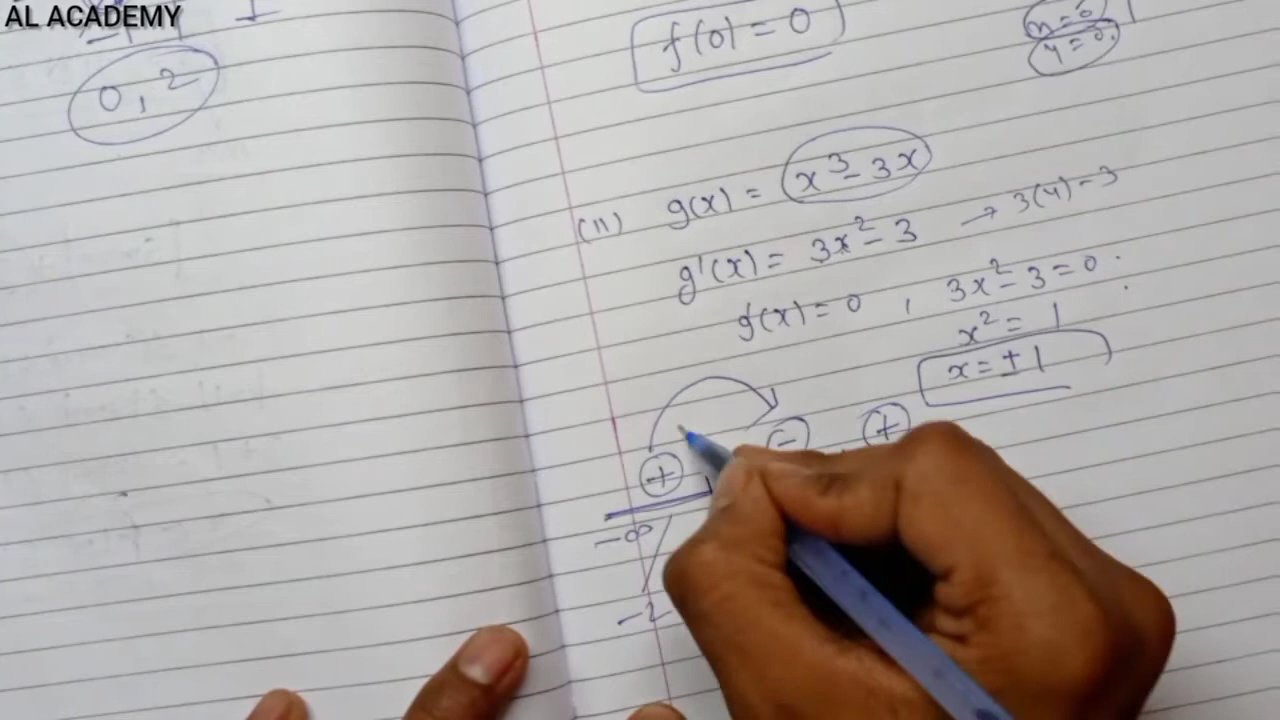 AL ACADEMY
0, 2
f(0) = 0
(11) g(x) = x³ - 3x
g'(x) = 3x² - 3 → 3(4) - 3
g'(x) = 0 , 3x² - 3 = 0
x² = 1
x = ± 1
+ - +
-∞
-2